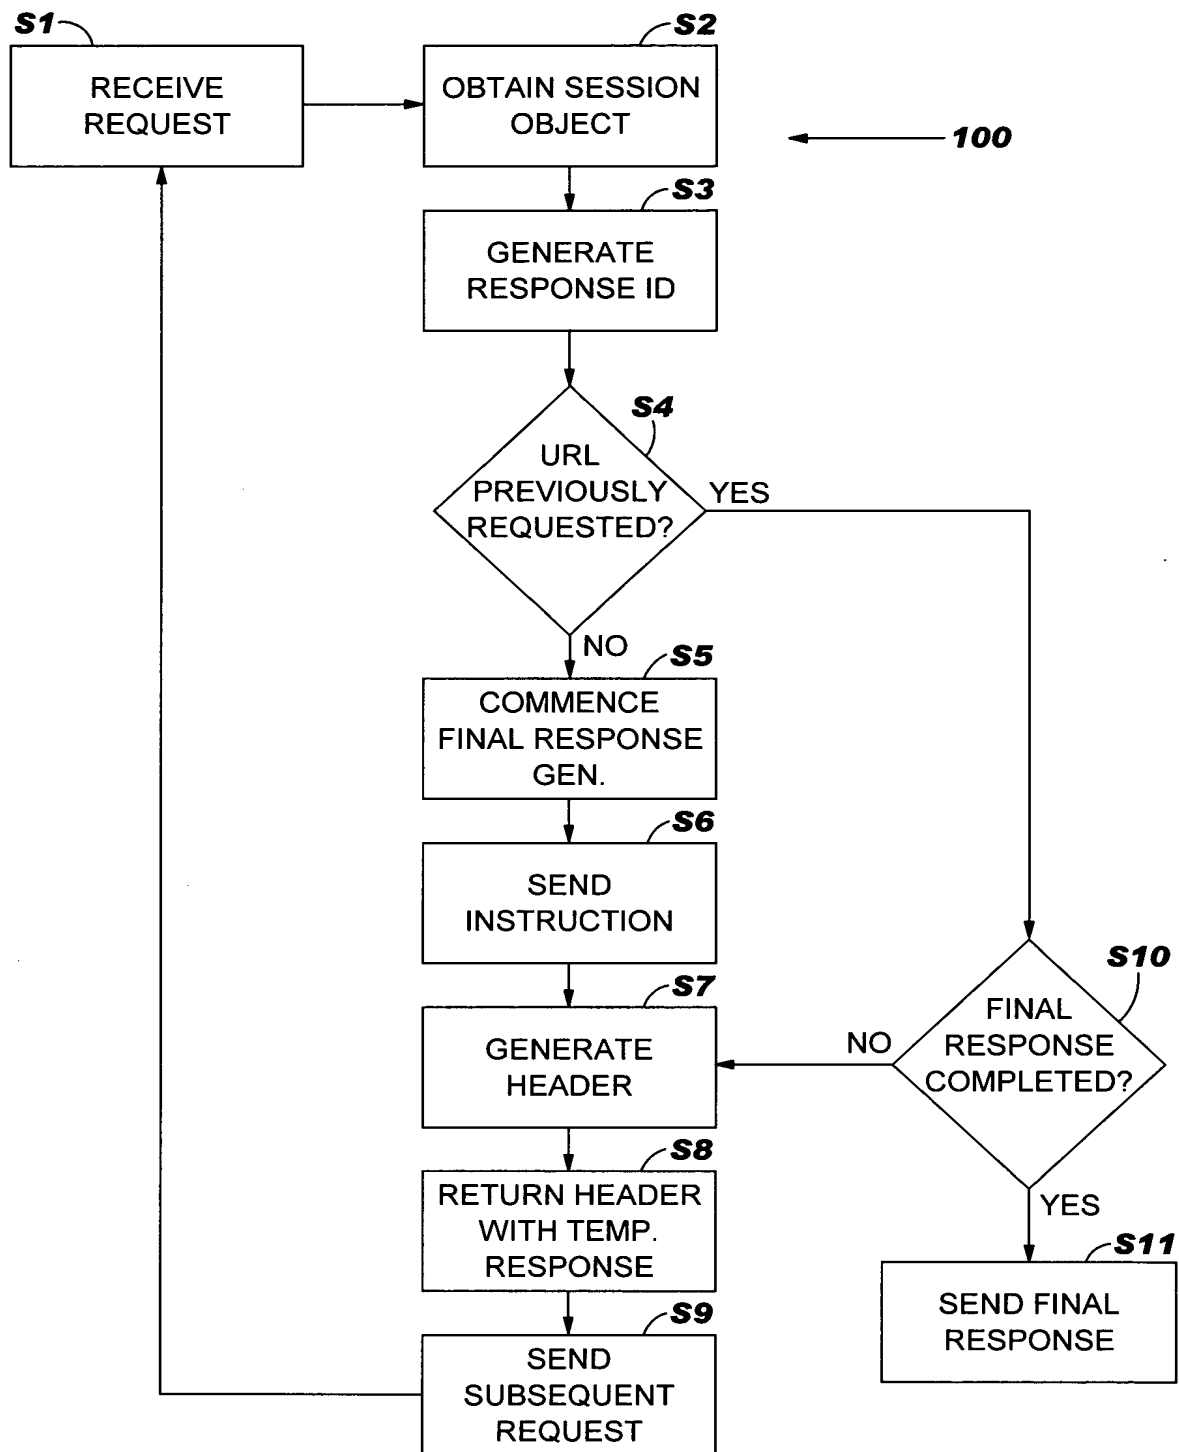 S1
RECEIVE
REQUEST
S2
OBTAIN SESSION
OBJECT
100
S3
GENERATE
RESPONSE ID
S4
URL
PREVIOUSLY
REQUESTED?
YES
NO
S5
COMMENCE
FINAL RESPONSE
GEN.
S6
SEND
INSTRUCTION
S7
GENERATE
HEADER
S8
RETURN HEADER
WITH TEMP.
RESPONSE
S9
SEND
SUBSEQUENT
REQUEST
S10
FINAL
RESPONSE
COMPLETED?
NO
YES
S11
SEND FINAL
RESPONSE